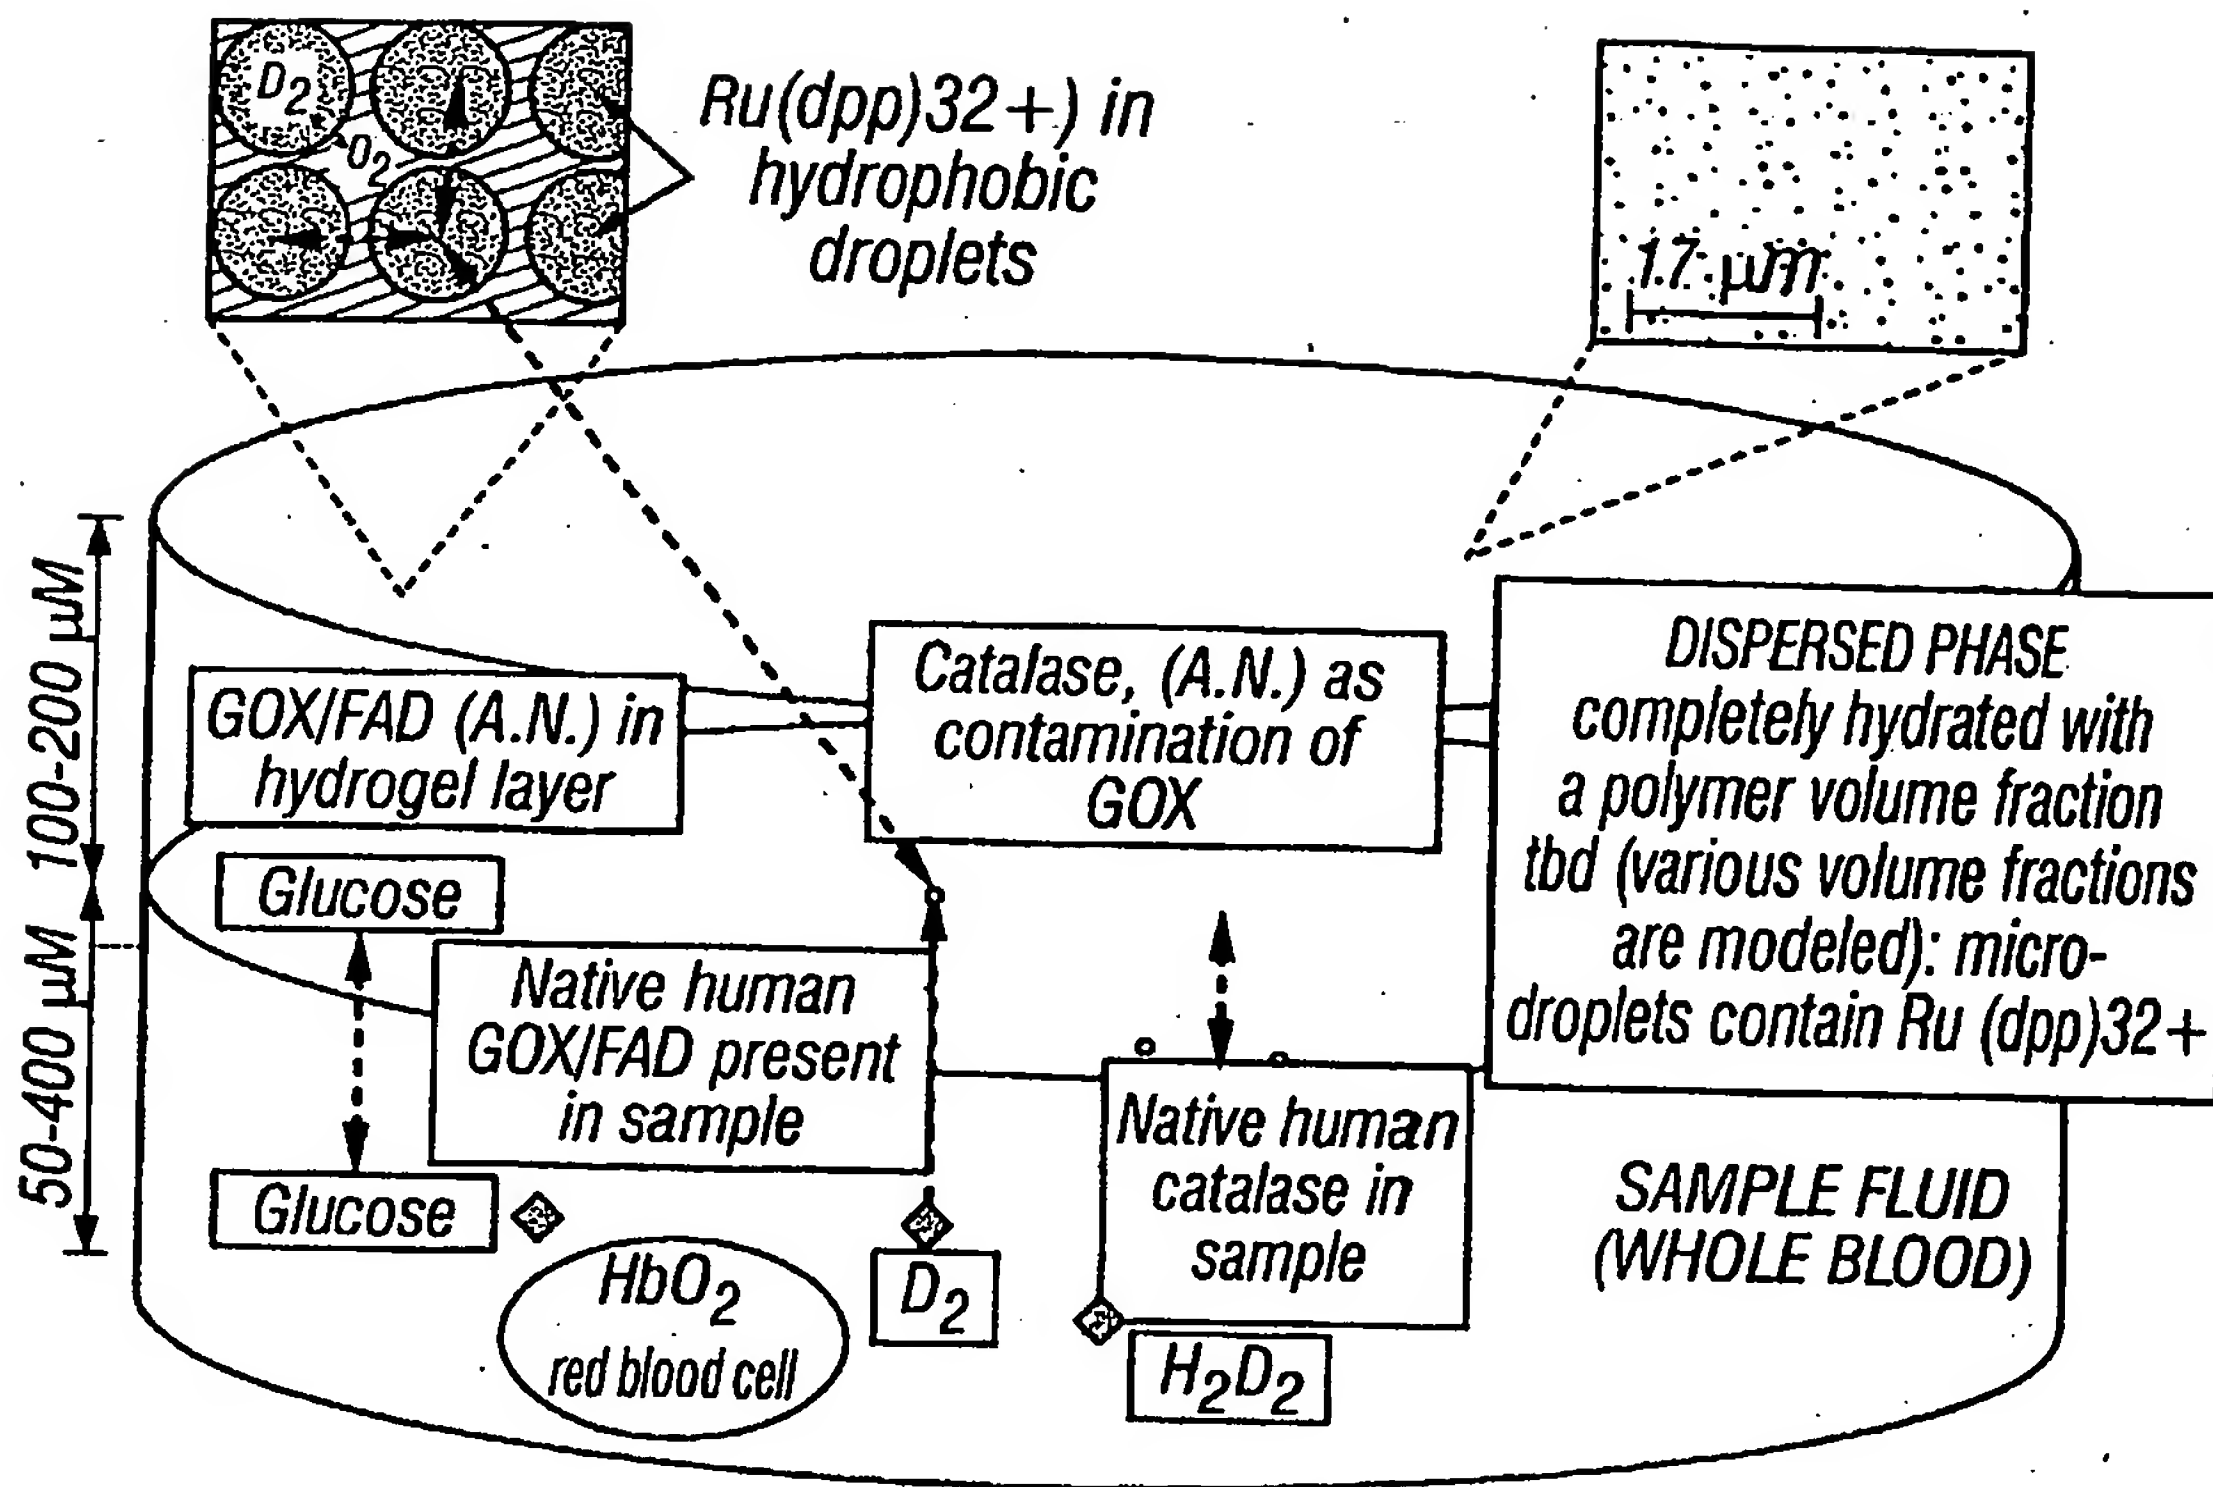 D2
O2
Ru(dpp)32+) in
hydrophobic
droplets
17 µm
100-200 µM
50-400 µM
GOX/FAD (A.N.) in
hydrogel layer
Catalase, (A.N.) as
contamination of
GOX
DISPERSED PHASE
completely hydrated with
a polymer volume fraction
tbd (various volume fractions
are modeled): micro-
droplets contain Ru (dpp)32+
Glucose
Native human
GOX/FAD present
in sample
Glucose
HbO2
red blood cell
D2
Native human
catalase in
sample
H2D2
SAMPLE FLUID
(WHOLE BLOOD)